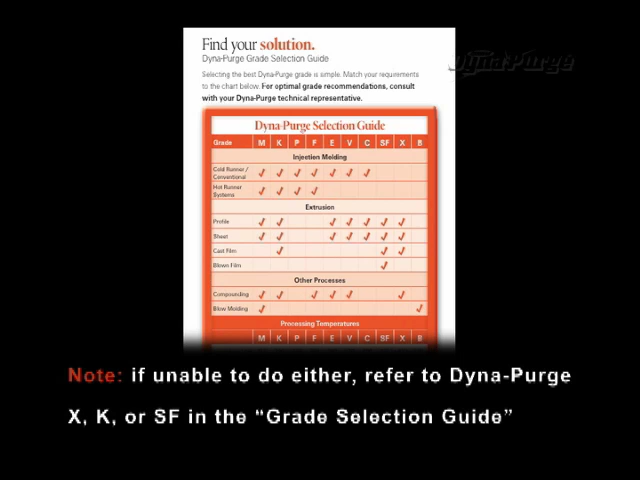 Find your solution.
Dyna-Purge Grade Selection Guide
Dyna-Purge
Selecting the best Dyna-Purge grade is simple. Match your requirements
to the chart below. For optimal grade recommendations, consult
with your Dyna-Purge technical representative.
Dyna-Purge Selection Guide
Grade M K P F E V C SF X B
Injection Molding
Cold Runner/
Conventional ✓ ✓ ✓ ✓ ✓ ✓ ✓
Hot Runner
Systems ✓ ✓ ✓ ✓
Extrusion
Profile ✓ ✓ ✓ ✓ ✓ ✓ ✓
Sheet ✓ ✓ ✓ ✓ ✓ ✓ ✓
Cast Film ✓ ✓ ✓
Blown Film ✓
Other Processes
Compounding ✓ ✓ ✓ ✓ ✓ ✓
Blow Molding ✓ ✓
Processing Temperatures
M K P F E V C SF X B
Note: if unable to do either, refer to Dyna-Purge
X, K, or SF in the “Grade Selection Guide”